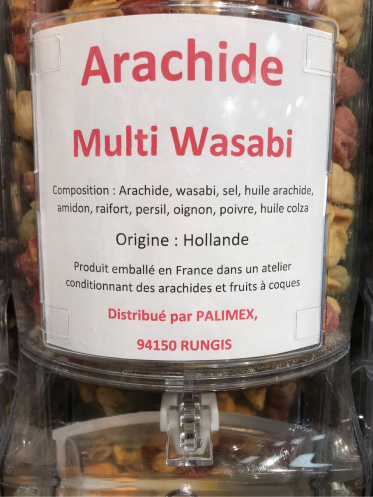 Arachide
Multi Wasabi
Composition : Arachide, wasabi, sel, huile arachide,
amidon, raifort, persil, oignon, poivre, huile colza
Origine : Hollande
Produit emballé en France dans un atelier
conditionnant des arachides et fruits à coques
Distribué par PALIMEX,
94150 RUNGIS